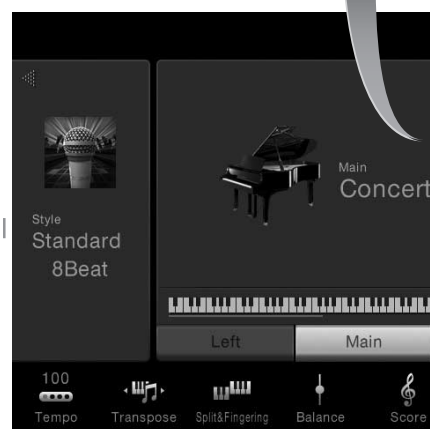 Style
Standard
8Beat
Main
Concert
Left
Main
100
Tempo
Transpose
Split&Fingering
Balance
Score